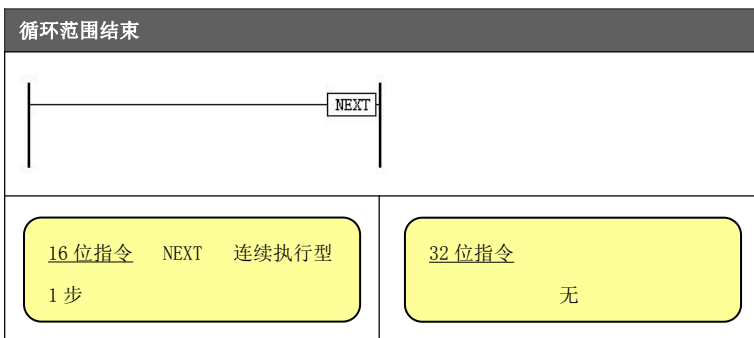 循环范围结束
NEXT
16 位指令 NEXT 连续执行型
1 步
32 位指令
无